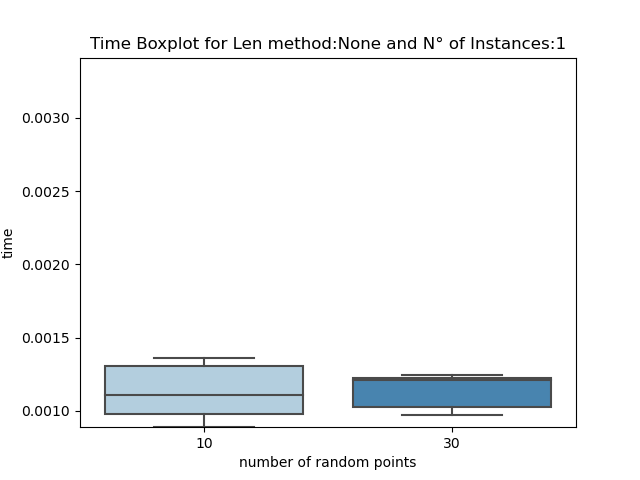 Time Boxplot for Len method:None and N° of Instances:1
0.0030
0.0025
0.0020
0.0015
0.0010
time
10
30
number of random points